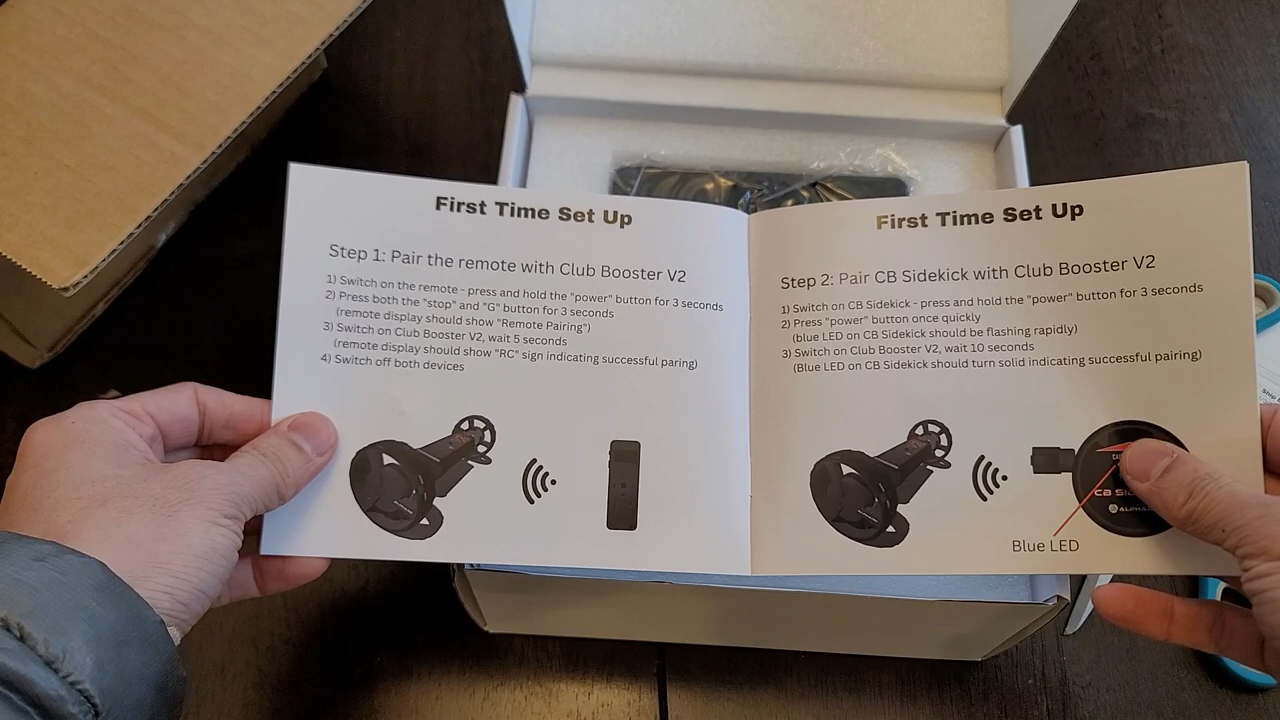 First Time Set Up
Step 1: Pair the remote with Club Booster V2
1) Switch on the remote - press and hold the "power" button for 3 seconds
2) Press both the "stop" and "G" button for 3 seconds
(remote display should show "Remote Pairing")
3) Switch on Club Booster V2, wait 5 seconds
(remote display should show "RC" sign indicating successful paring)
4) Switch off both devices
First Time Set Up
Step 2: Pair CB Sidekick with Club Booster V2
1) Switch on CB Sidekick - press and hold the "power" button for 3 seconds
2) Press "power" button once quickly
(blue LED on CB Sidekick should be flashing rapidly)
3) Switch on Club Booster V2, wait 10 seconds
(Blue LED on CB Sidekick should turn solid indicating successful pairing)
CB
Blue LED